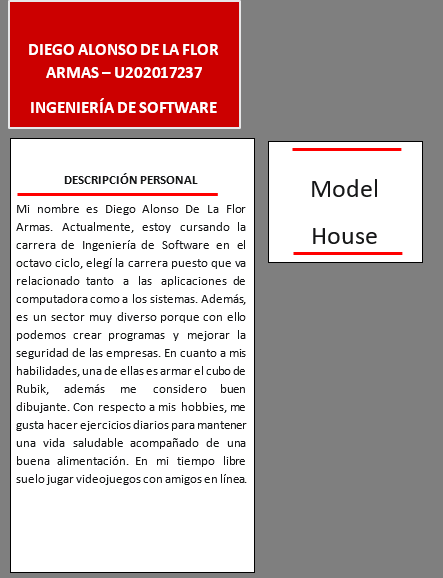 DIEGO ALONSO DE LA FLOR
ARMAS – U202017237
INGENIERÍA DE SOFTWARE
DESCRIPCIÓN PERSONAL
Mi nombre es Diego Alonso De La Flor
Armas. Actualmente, estoy cursando la
carrera de Ingeniería de Software en el
octavo ciclo, elegí la carrera puesto que va
relacionado tanto a las aplicaciones de
computadora como a los sistemas. Además,
es un sector muy diverso porque con ello
podemos crear programas y mejorar la
seguridad de las empresas. En cuanto a mis
habilidades, una de ellas es armar el cubo de
Rubik, además me considero buen
dibujante. Con respecto a mis hobbies, me
gusta hacer ejercicios diarios para mantener
una vida saludable acompañado de una
buena alimentación. En mi tiempo libre
suelo jugar videojuegos con amigos en línea.
Model
House